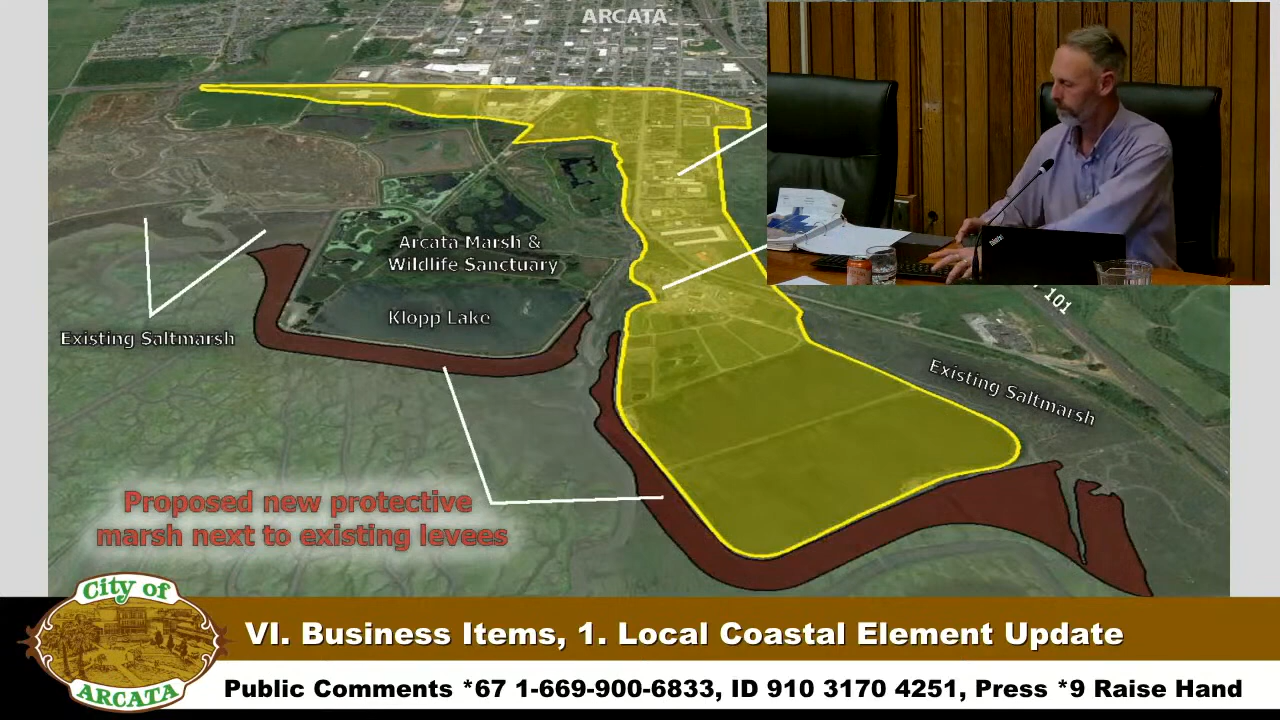 ARCATA
Arcata Marsh &
Wildlife Sanctuary
Klopp Lake
Existing Saltmarsh
101
Existing Saltmarsh
Proposed new protective
marsh next to existing levees
City of
ARCATA
VI. Business Items, 1. Local Coastal Element Update
Public Comments *67 1-669-900-6833, ID 910 3170 4251, Press *9 Raise Hand